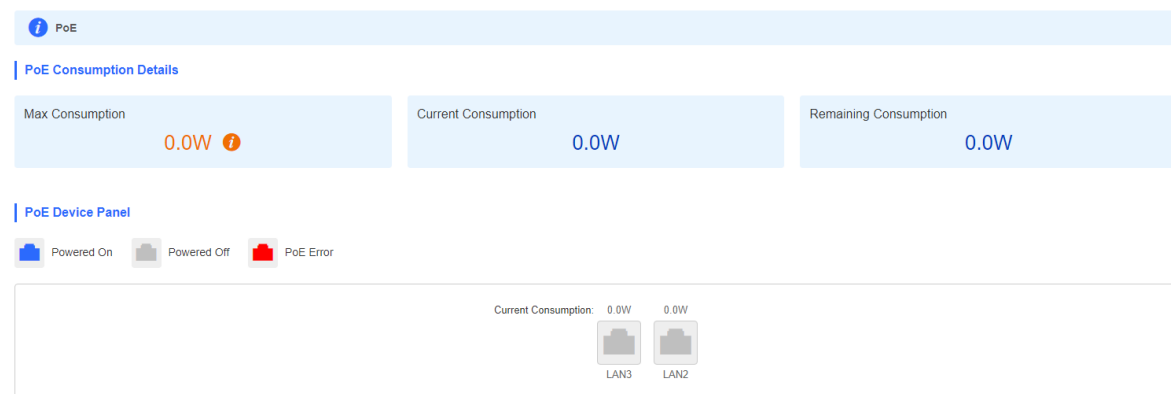 PoE
PoE Consumption Details
Max Consumption
0.0W
Current Consumption
0.0W
Remaining Consumption
0.0W
PoE Device Panel
Powered On Powered Off PoE Error
Current Consumption: 0.0W 0.0W
LAN3 LAN2